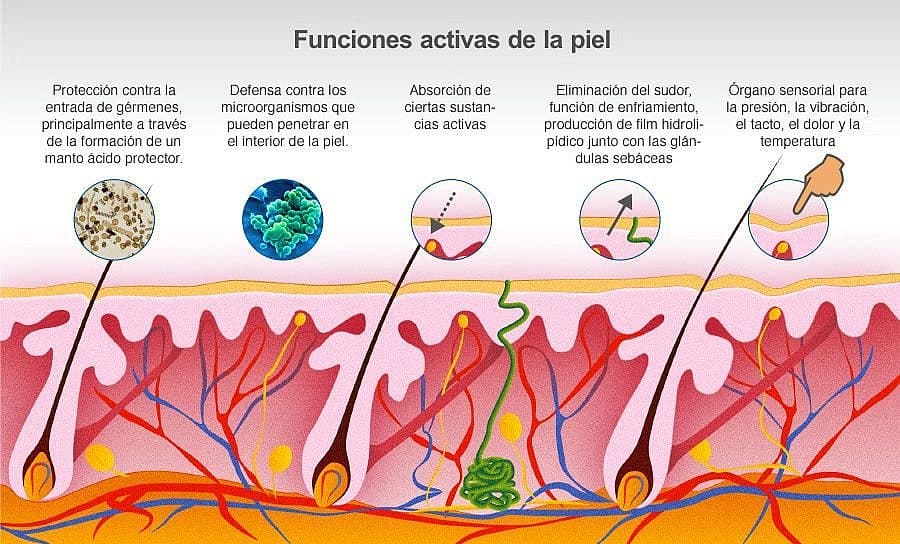 Funciones activas de la piel
Protección contra la
entrada de gérmenes,
principalmente a través
de la formación de un
manto ácido protector.
Defensa contra los
microorganismos que
pueden penetrar en
el interior de la piel.
Absorción de
ciertas sustan-
cias activas
Eliminación del sudor,
función de enfriamiento,
producción de film hidroli-
pídico junto con las glán-
dulas sebáceas
Órgano sensorial para
la presión, la vibración,
el tacto, el dolor y la
temperatura